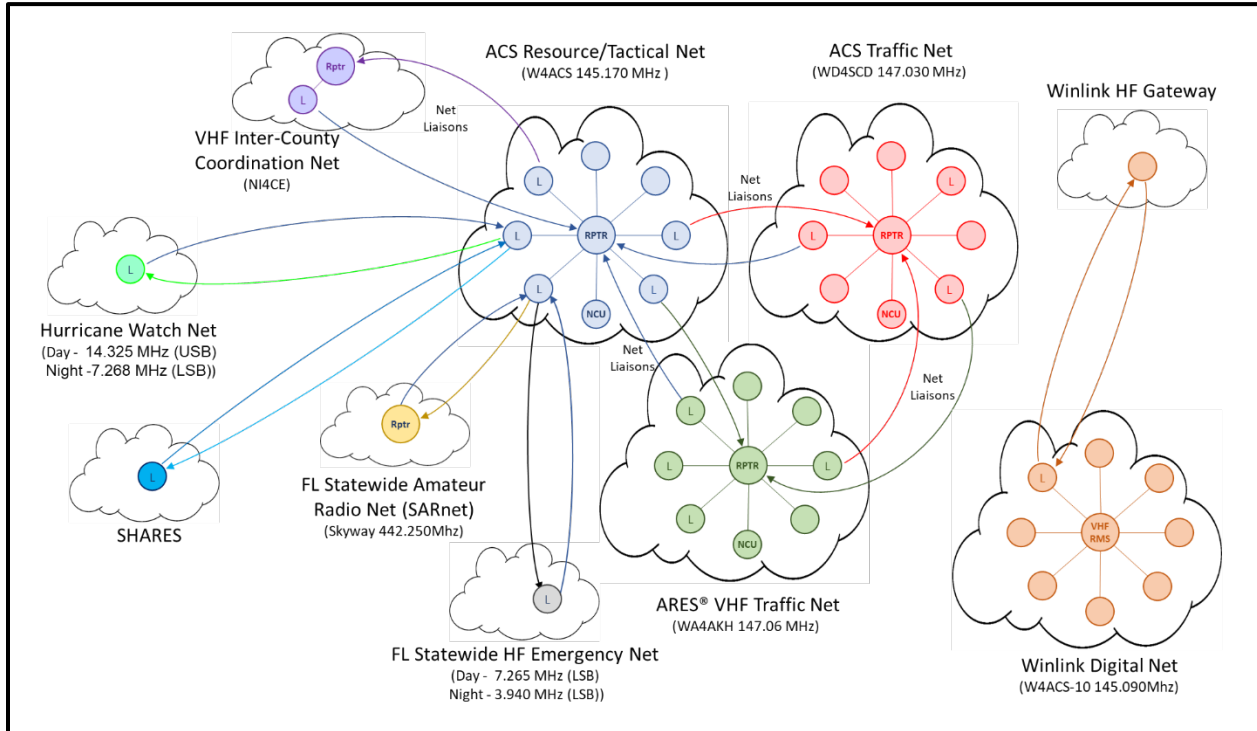 ACS Resource/Tactical Net
(W4ACS 145.170 MHz )
ACS Traffic Net
(WD4SCD 147.030 MHz)
Winlink HF Gateway
Rptr
L
Net
Liaisons
VHF Inter-County
Coordination Net
(NI4CE)
L
L
L
L
L
RPTR
NCU
Net
Liaisons
L
L
L
RPTR
NCU
L
Hurricane Watch Net
(Day -  14.325 MHz (USB)
Night -7.268 MHz (LSB))
Rptr
FL Statewide Amateur
Radio Net (SARnet)
(Skyway 442.250Mhz)
L
SHARES
Net
Liaisons
Net
Liaisons
L
L
L
L
RPTR
NCU
ARES® VHF Traffic Net
(WA4AKH 147.06 MHz)
L
FL Statewide HF Emergency Net
(Day -  7.265 MHz (LSB)
Night - 3.940 MHz (LSB))
L
VHF
RMS
Winlink Digital Net
(W4ACS-10 145.090Mhz)